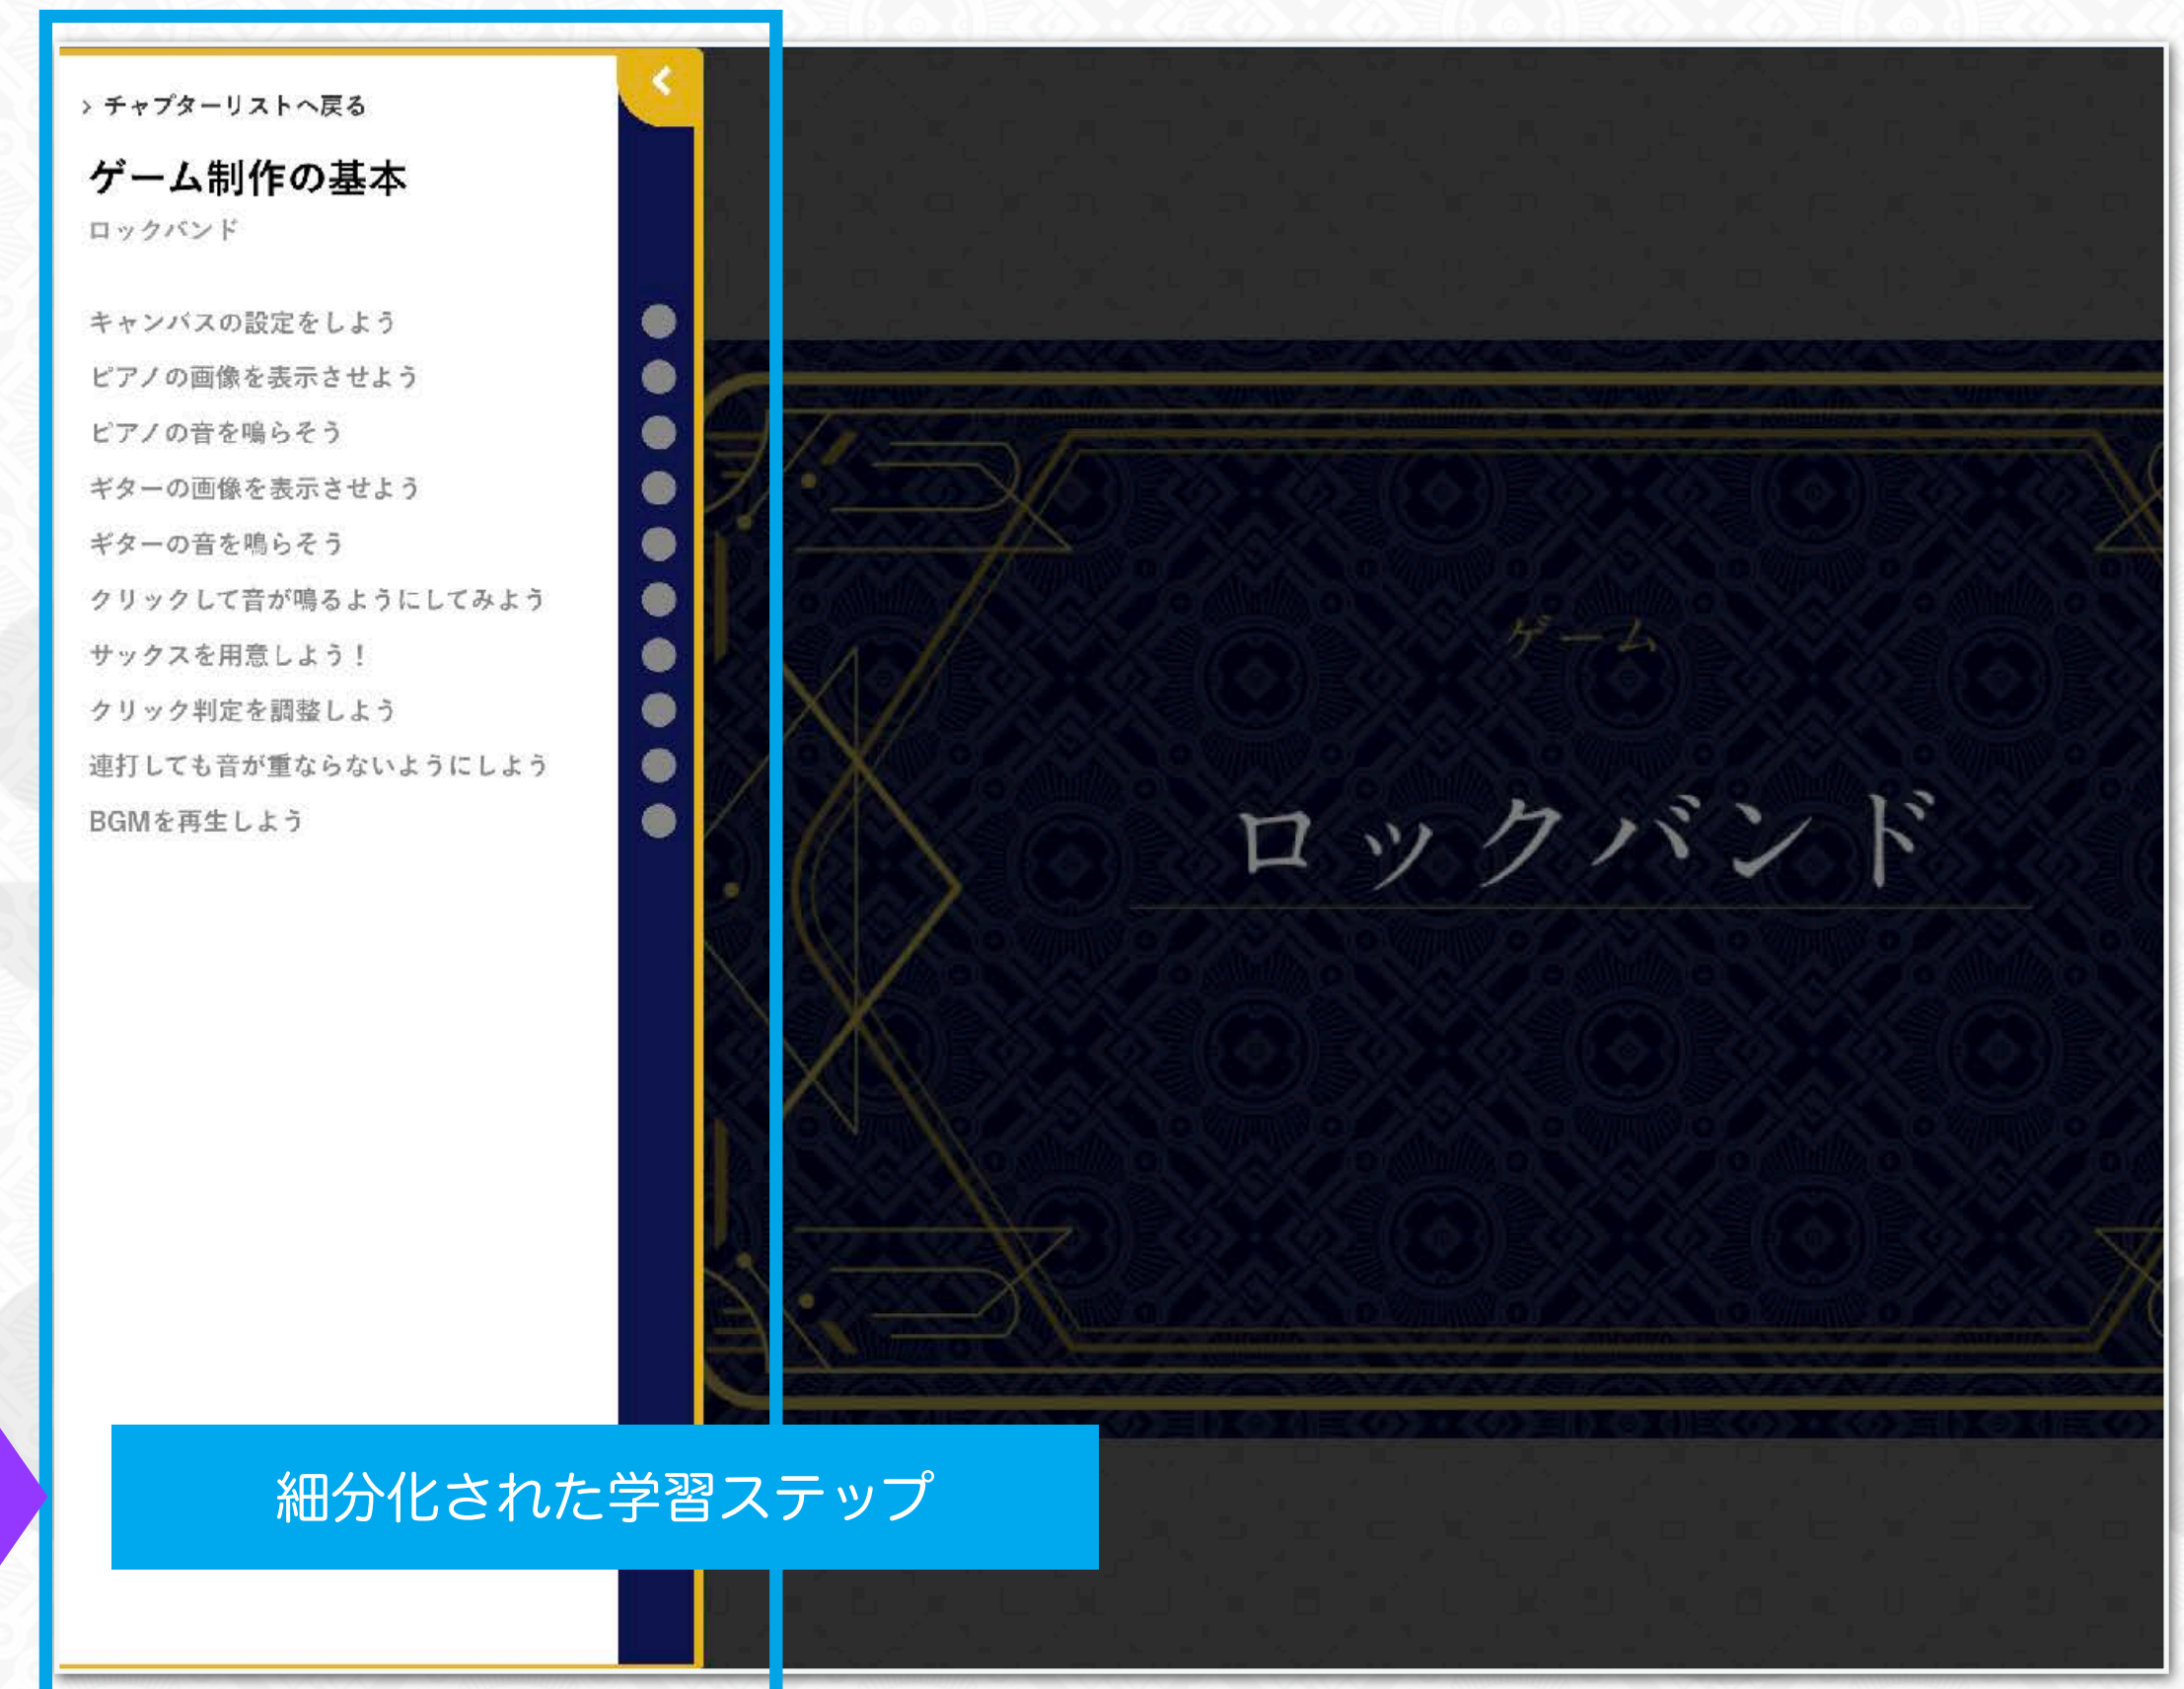 > チャプターリストへ戻る
ゲーム制作の基本
ロックバンド
キャンバスの設定をしよう
ピアノの画像を表示させよう
ピアノの音を鳴らそう
ギターの画像を表示させよう
ギターの音を鳴らそう
クリックして音が鳴るようにしてみよう
サックスを用意しよう！
クリック判定を調整しよう
連打しても音が重ならないようにしよう
BGMを再生しよう
ゲーム
ロックバンド
細分化された学習ステップ